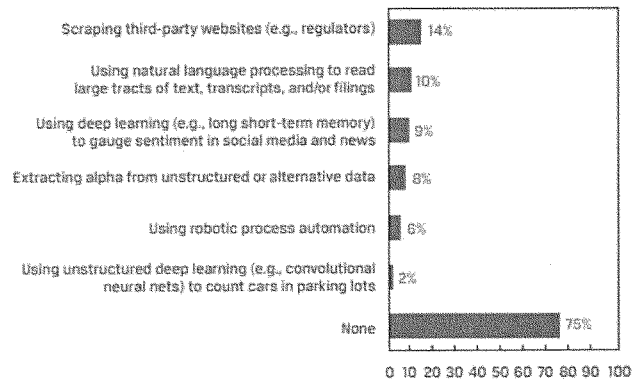 Scraping third-party websites (e.g., regulators)
14%
Using natural language processing to read
large tracts of text, transcripts, and/or filings
10%
Using deep learning (e.g., long short-term memory)
to gauge sentiment in social media and news
9%
Extracting alpha from unstructured or alternative data
8%
Using robotic process automation
6%
Using unstructured deep learning (e.g., convolutional
neural nets) to count cars in parking lots
2%
None
75%
0 10 20 30 40 50 60 70 80 90 100